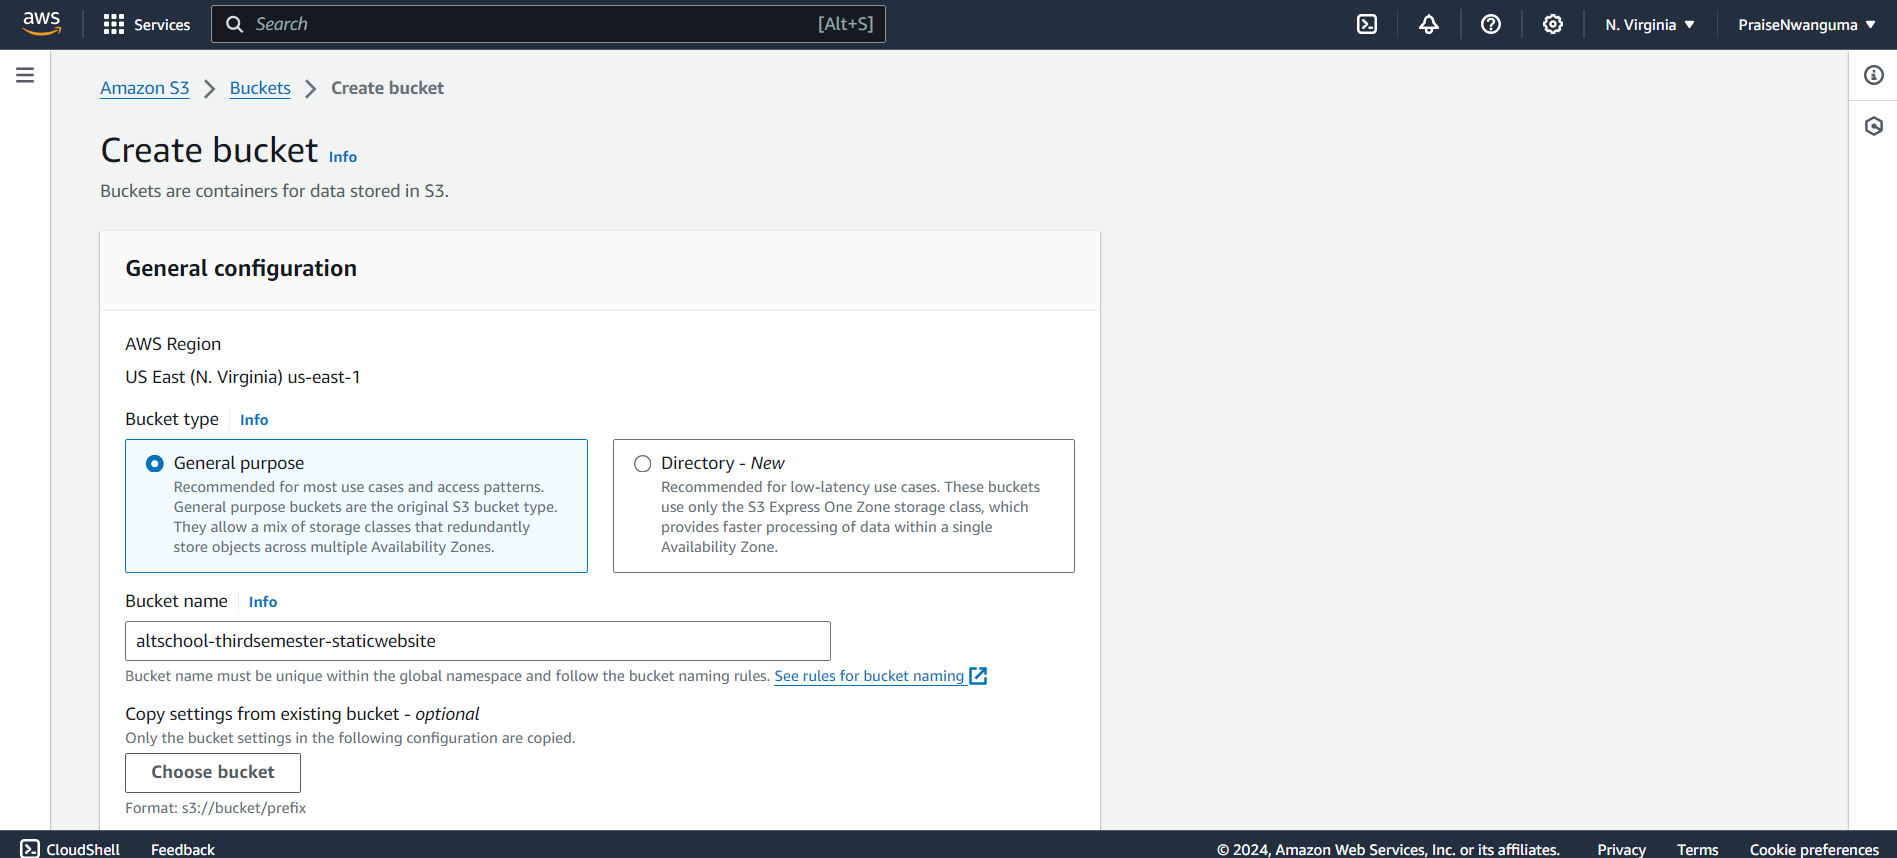 aws
Services
Search
[Alt+S]
N. Virginia
PraiseNwanguma
Amazon S3 > Buckets > Create bucket
Create bucket Info
Buckets are containers for data stored in S3.
General configuration
AWS Region
US East (N. Virginia) us-east-1
Bucket type Info
General purpose
Recommended for most use cases and access patterns.
General purpose buckets are the original S3 bucket type.
They allow a mix of storage classes that redundantly
store objects across multiple Availability Zones.
Directory - New
Recommended for low-latency use cases. These buckets
use only the S3 Express One Zone storage class, which
provides faster processing of data within a single
Availability Zone.
Bucket name Info
altschool-thirdsemester-staticwebsite
Bucket name must be unique within the global namespace and follow the bucket naming rules. See rules for bucket naming
Copy settings from existing bucket - optional
Only the bucket settings in the following configuration are copied.
Choose bucket
Format: s3://bucket/prefix
CloudShell
Feedback
© 2024, Amazon Web Services, Inc. or its affiliates.
Privacy
Terms
Cookie preferences